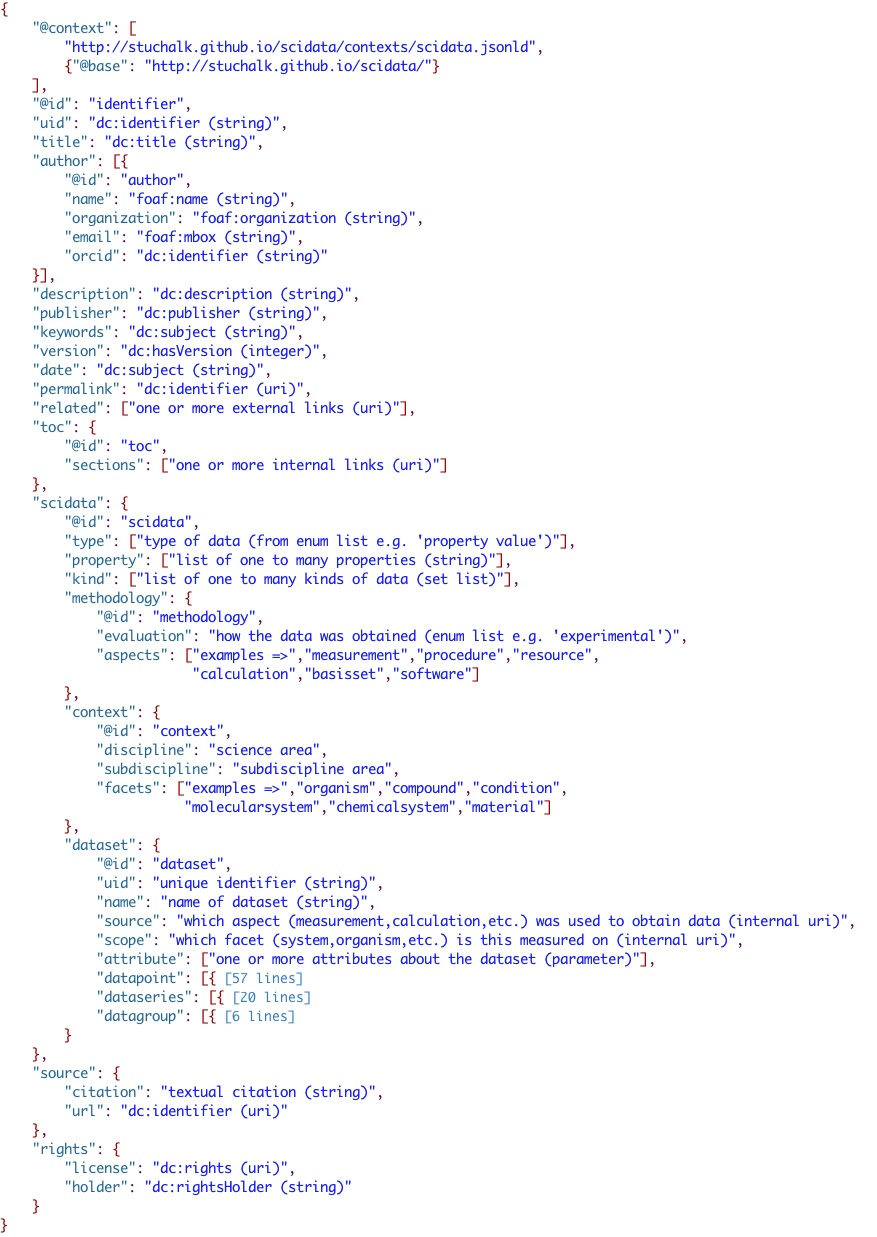 {
    "@context": [
        "http://stuchalk.github.io/scidata/contexts/scidata.jsonld",
        {"@base": "http://stuchalk.github.io/scidata/"}
    ],
    "@id": "identifier",
    "uid": "dc:identifier (string)",
    "title": "dc:title (string)",
    "author": [{
        "@id": "author",
        "name": "foaf:name (string)",
        "organization": "foaf:organization (string)",
        "email": "foaf:mbox (string)",
        "orcid": "dc:identifier (string)"
    }],
    "description": "dc:description (string)",
    "publisher": "dc:publisher (string)",
    "keywords": "dc:subject (string)",
    "version": "dc:hasVersion (integer)",
    "date": "dc:subject (string)",
    "permalink": "dc:identifier (uri)",
    "related": ["one or more external links (uri)"],
    "toc": {
        "@id": "toc",
        "sections": ["one or more internal links (uri)"]
    },
    "scidata": {
        "@id": "scidata",
        "type": ["type of data (from enum list e.g. 'property value')"],
        "property": ["list of one to many properties (string)"],
        "kind": ["list of one to many kinds of data (set list)"],
        "methodology": {
            "@id": "methodology",
            "evaluation": "how the data was obtained (enum list e.g. 'experimental')",
            "aspects": ["examples =>","measurement","procedure","resource",
                        "calculation","basisset","software"]
        },
        "context": {
            "@id": "context",
            "discipline": "science area",
            "subdiscipline": "subdiscipline area",
            "facets": ["examples =>","organism","compound","condition",
                       "molecularsystem","chemicalsystem","material"]
        },
        "dataset": {
            "@id": "dataset",
            "uid": "unique identifier (string)",
            "name": "name of dataset (string)",
            "source": "which aspect (measurement,calculation,etc.) was used to obtain data (internal uri)",
            "scope": "which facet (system,organism,etc.) is this measured on (internal uri)",
            "attribute": ["one or more attributes about the dataset (parameter)"],
            "datapoint": [{ [57 lines]
            "dataseries": [{ [20 lines]
            "datagroup": [{ [6 lines]
        }
    },
    "source": {
        "citation": "textual citation (string)",
        "url": "dc:identifier (uri)"
    },
    "rights": {
        "license": "dc:rights (uri)",
        "holder": "dc:rightsHolder (string)"
    }
}